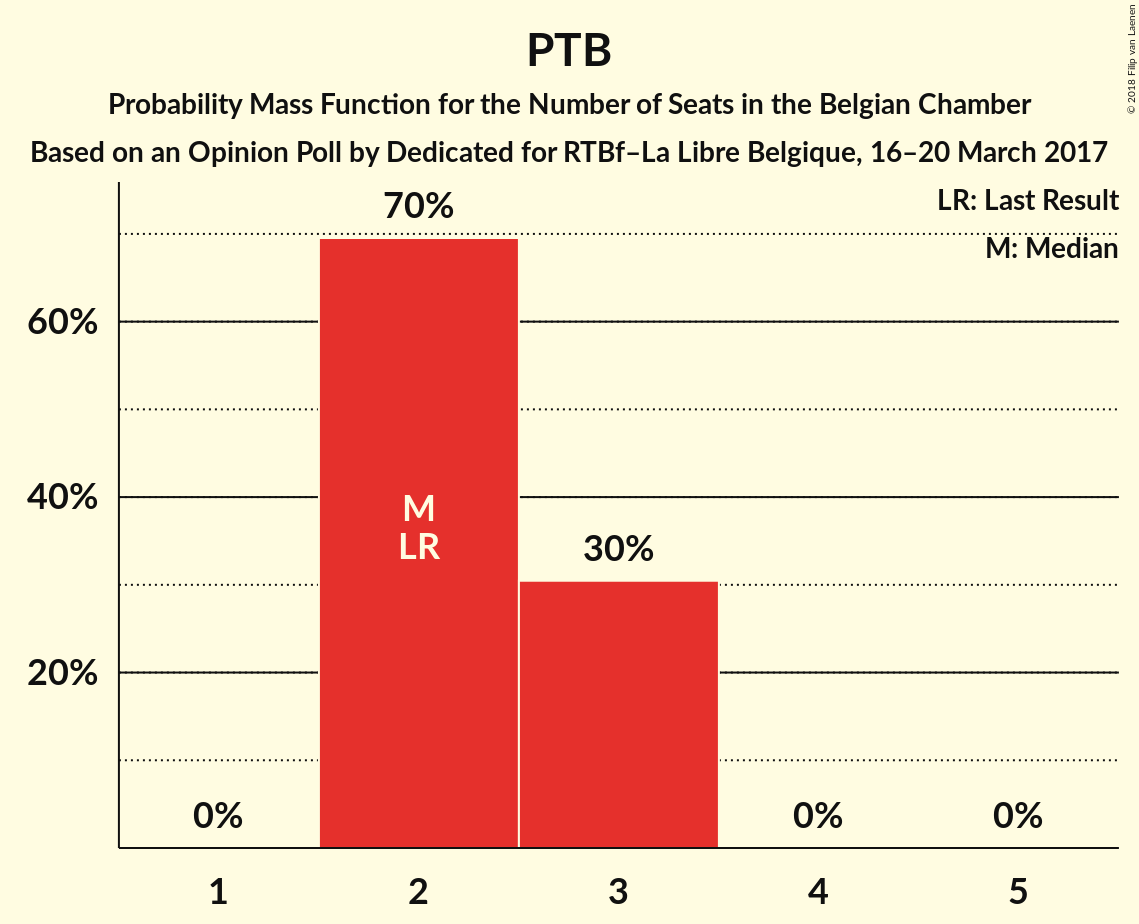 PTB
Probability Mass Function for the Number of Seats in the Belgian Chamber
Based on an Opinion Poll by Dedicated for RTBf–La Libre Belgique, 16–20 March 2017
© 2018 Filip van Laenen
LR: Last Result
M: Median
70%
60%
40%
M
LR
30%
20%
0%
0%
0%
1
2
3
4
5